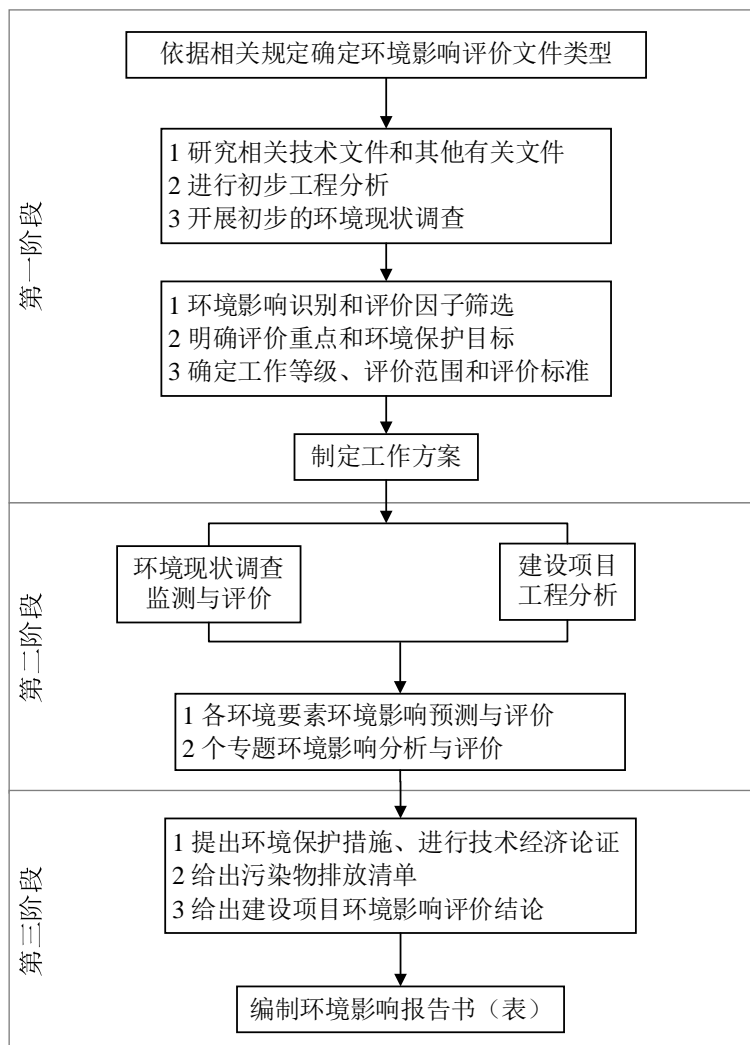 第一阶段
依据相关规定确定环境影响评价文件类型
1 研究相关技术文件和其他有关文件
2 进行初步工程分析
3 开展初步的环境现状调查
1 环境影响识别和评价因子筛选
2 明确评价重点和环境保护目标
3 确定工作等级、评价范围和评价标准
制定工作方案
第二阶段
环境现状调查
监测与评价
建设项目
工程分析
1 各环境要素环境影响预测与评价
2 个专题环境影响分析与评价
第三阶段
1 提出环境保护措施、进行技术经济论证
2 给出污染物排放清单
3 给出建设项目环境影响评价结论
编制环境影响报告书（表）